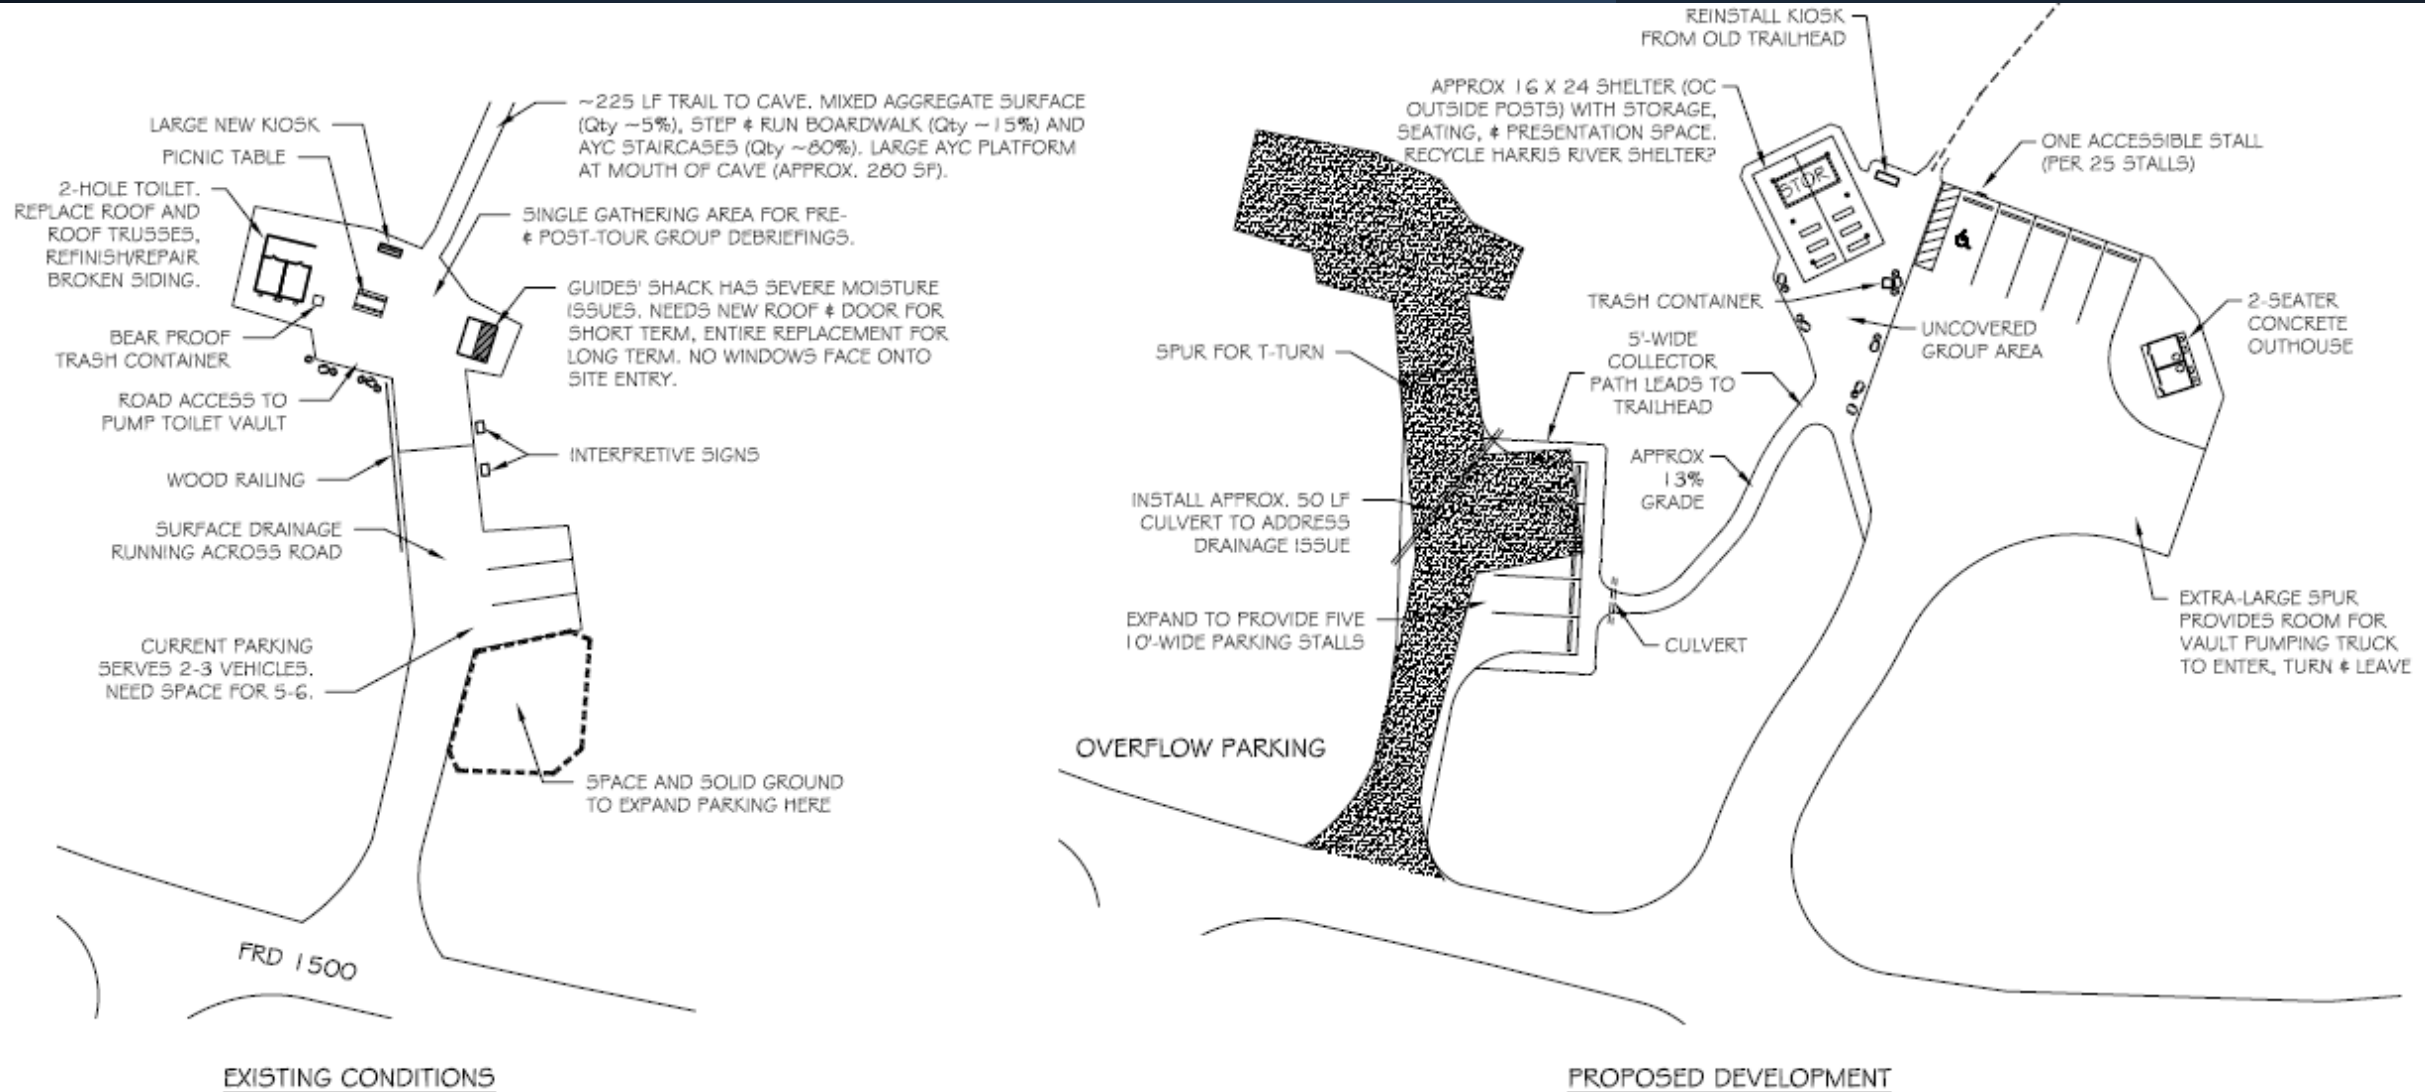 LARGE NEW KIOSK
PICNIC TABLE
2-HOLE TOILET.
REPLACE ROOF AND
ROOF TRUSSES,
REFINISH/REPAIR
BROKEN SIDING.
BEAR PROOF
TRASH CONTAINER
ROAD ACCESS TO
PUMP TOILET VAULT
WOOD RAILING
SURFACE DRAINAGE
RUNNING ACROSS ROAD
CURRENT PARKING
SERVES 2-3 VEHICLES.
NEED SPACE FOR 5-6.
~225 LF TRAIL TO CAVE. MIXED AGGREGATE SURFACE
(Qty ~5%), STEP & RUN BOARDWALK (Qty ~15%) AND
AYC STAIRCASES (Qty ~80%). LARGE AYC PLATFORM
AT MOUTH OF CAVE (APPROX. 280 SF).
SINGLE GATHERING AREA FOR PRE-
& POST-TOUR GROUP DEBRIEFINGS.
GUIDES' SHACK HAS SEVERE MOISTURE
ISSUES. NEEDS NEW ROOF & DOOR FOR
SHORT TERM, ENTIRE REPLACEMENT FOR
LONG TERM. NO WINDOWS FACE ONTO
SITE ENTRY.
INTERPRETIVE SIGNS
SPACE AND SOLID GROUND
TO EXPAND PARKING HERE
FRD 1500
EXISTING CONDITIONS
REINSTALL KIOSK
FROM OLD TRAILHEAD
APPROX 16 X 24 SHELTER (OC
OUTSIDE POSTS) WITH STORAGE,
SEATING, & PRESENTATION SPACE.
RECYCLE HARRIS RIVER SHELTER?
STOR
ONE ACCESSIBLE STALL
(PER 25 STALLS)
TRASH CONTAINER
UNCOVERED
GROUP AREA
2-SEATER
CONCRETE
OUTHOUSE
SPUR FOR T-TURN
5'-WIDE
COLLECTOR
PATH LEADS TO
TRAILHEAD
APPROX
13%
GRADE
INSTALL APPROX. 50 LF
CULVERT TO ADDRESS
DRAINAGE ISSUE
EXPAND TO PROVIDE FIVE
10'-WIDE PARKING STALLS
CULVERT
EXTRA-LARGE SPUR
PROVIDES ROOM FOR
VAULT PUMPING TRUCK
TO ENTER, TURN & LEAVE
OVERFLOW PARKING
PROPOSED DEVELOPMENT